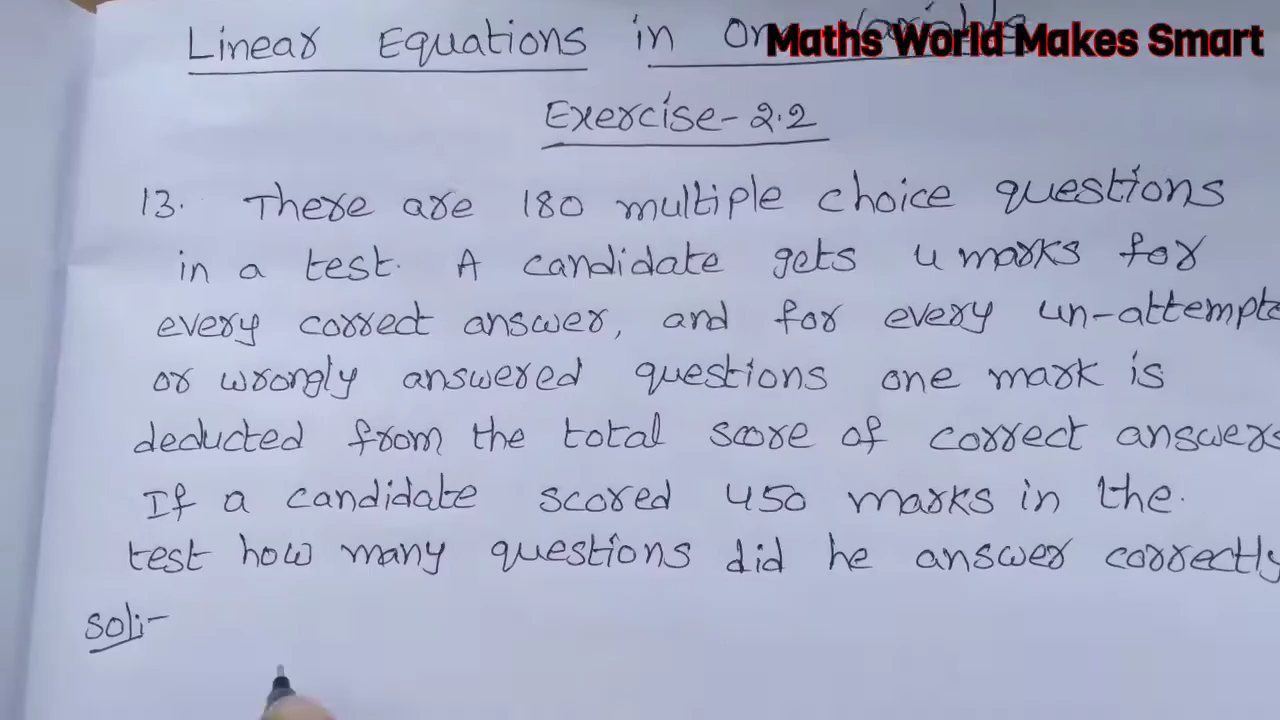 Linear Equations in One Variable
Maths World Makes Smart
Exercise-2.2
13. There are 180 multiple choice questions
in a test. A candidate gets 4 marks for
every correct answer, and for every un-attempte
or wrongly answered questions one mark is
deducted from the total score of correct answers
If a candidate scored 450 marks in the.
test how many questions did he answer correctly
Sol:-